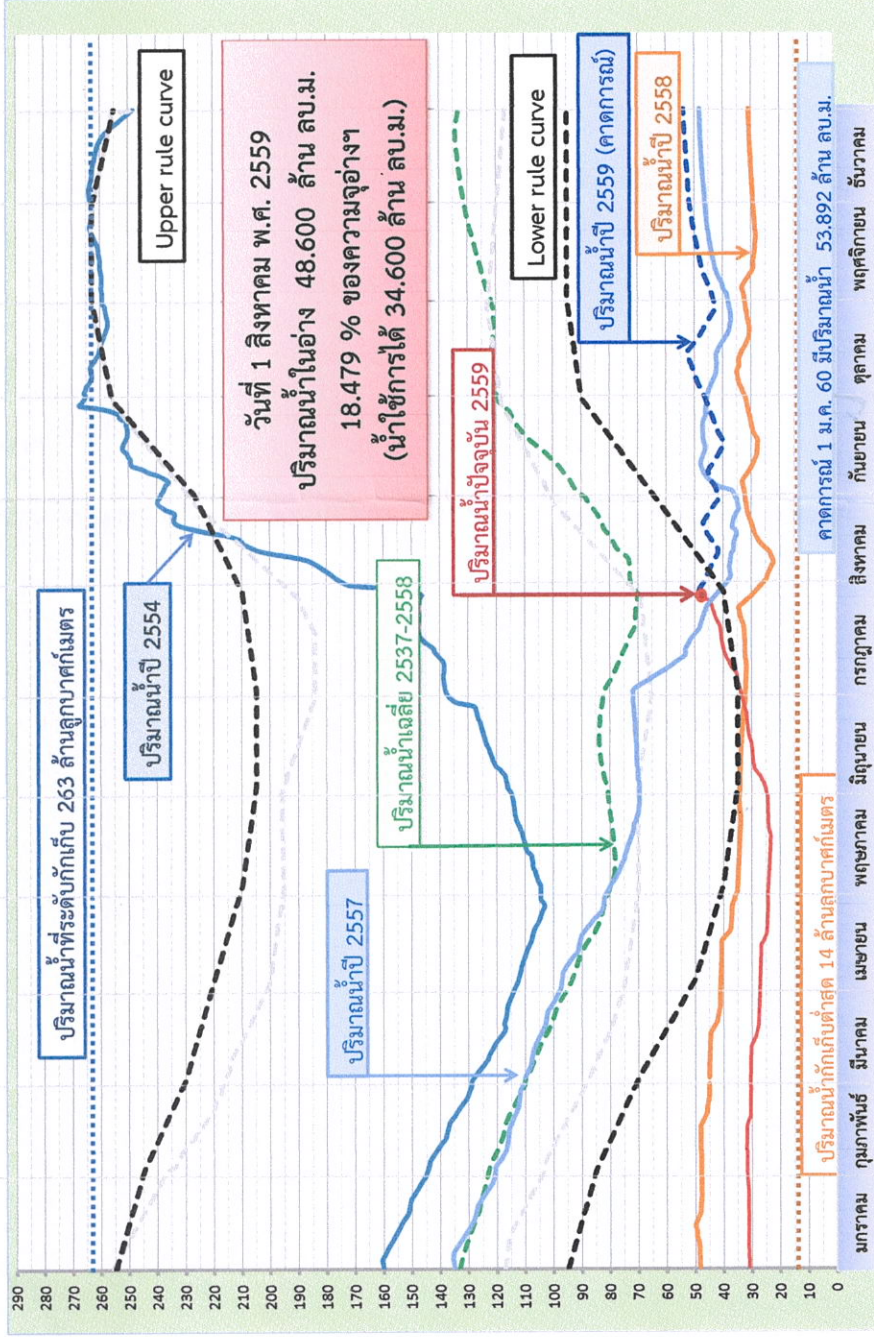 290
280
270
260
250
240
230
220
210
200
190
180
170
160
150
140
130
120
110
100
90
80
70
60
50
40
30
20
10
0
ปริมาณน้ำที่ระดับกักเก็บ 263 ล้านลูกบาศก์เมตร
ปริมาณน้ำปี 2554
Upper rule curve
วันที่ 1 สิงหาคม พ.ศ. 2559
ปริมาณน้ำในอ่าง 48.600 ล้าน ลบ.ม.
18.479 % ของความจุอ่างฯ
(น้ำใช้การได้ 34.600 ล้าน ลบ.ม.)
ปริมาณน้ำปี 2557
ปริมาณน้ำเฉลี่ย 2537-2558
ปริมาณน้ำปัจจุบัน 2559
Lower rule curve
ปริมาณน้ำปี 2559 (คาดการณ์)
ปริมาณน้ำปี 2558
ปริมาณน้ำกักเก็บต่ำสุด 14 ล้านลูกบาศก์เมตร
คาดการณ์ 1 ม.ค. 60 มีปริมาณน้ำ 53.892 ล้าน ลบ.ม.
มกราคม กุมภาพันธ์ มีนาคม เมษายน พฤษภาคม มิถุนายน กรกฎาคม สิงหาคม กันยายน ตุลาคม พฤศจิกายน ธันวาคม